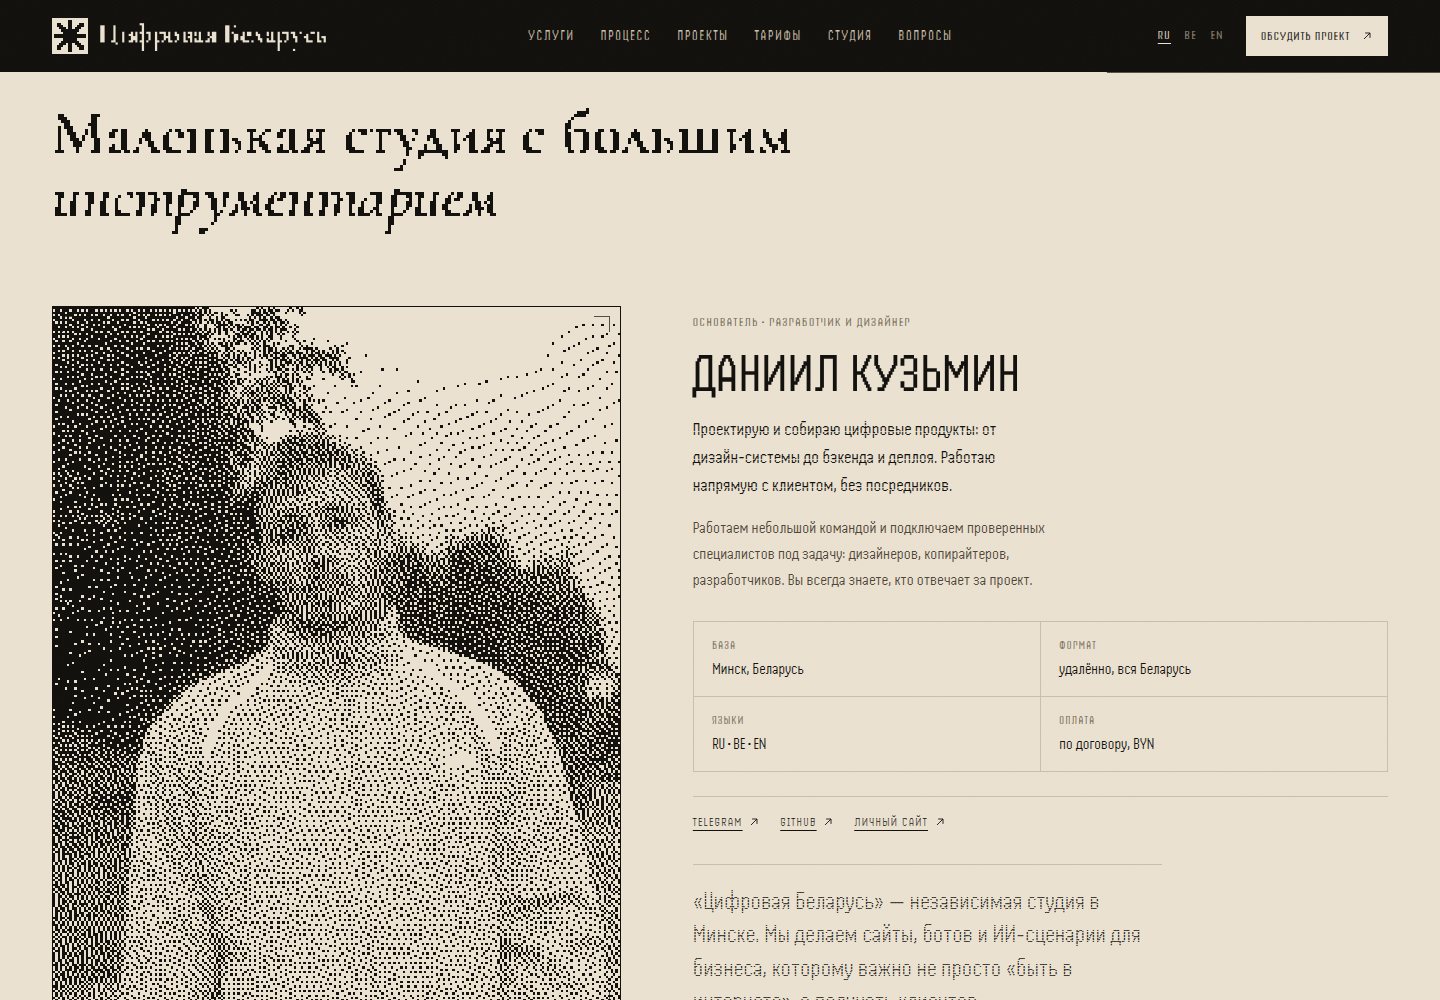 Цифровая Беларусь
УСЛУГИ ПРОЦЕСС ПРОЕКТЫ ТАРИФЫ СТУДИЯ ВОПРОСЫ
RU BE EN
ОБСУДИТЬ ПРОЕКТ ↗
Маленькая студия с большим
инструментарием
ОСНОВАТЕЛЬ · РАЗРАБОТЧИК И ДИЗАЙНЕР
ДАНИИЛ КУЗЬМИН
Проектирую и собираю цифровые продукты: от
дизайн-системы до бэкенда и деплоя. Работаю
напрямую с клиентом, без посредников.
Работаем небольшой командой и подключаем проверенных
специалистов под задачу: дизайнеров, копирайтеров,
разработчиков. Вы всегда знаете, кто отвечает за проект.
БАЗА
Минск, Беларусь
ФОРМАТ
удалённо, вся Беларусь
ЯЗЫКИ
RU · BE · EN
ОПЛАТА
по договору, BYN
TELEGRAM ↗ GITHUB ↗ ЛИЧНЫЙ САЙТ ↗
«Цифровая Беларусь» — независимая студия в
Минске. Мы делаем сайты, ботов и ИИ-сценарии для
бизнеса, которому важно не просто «быть в
интернете», а получать клиентов